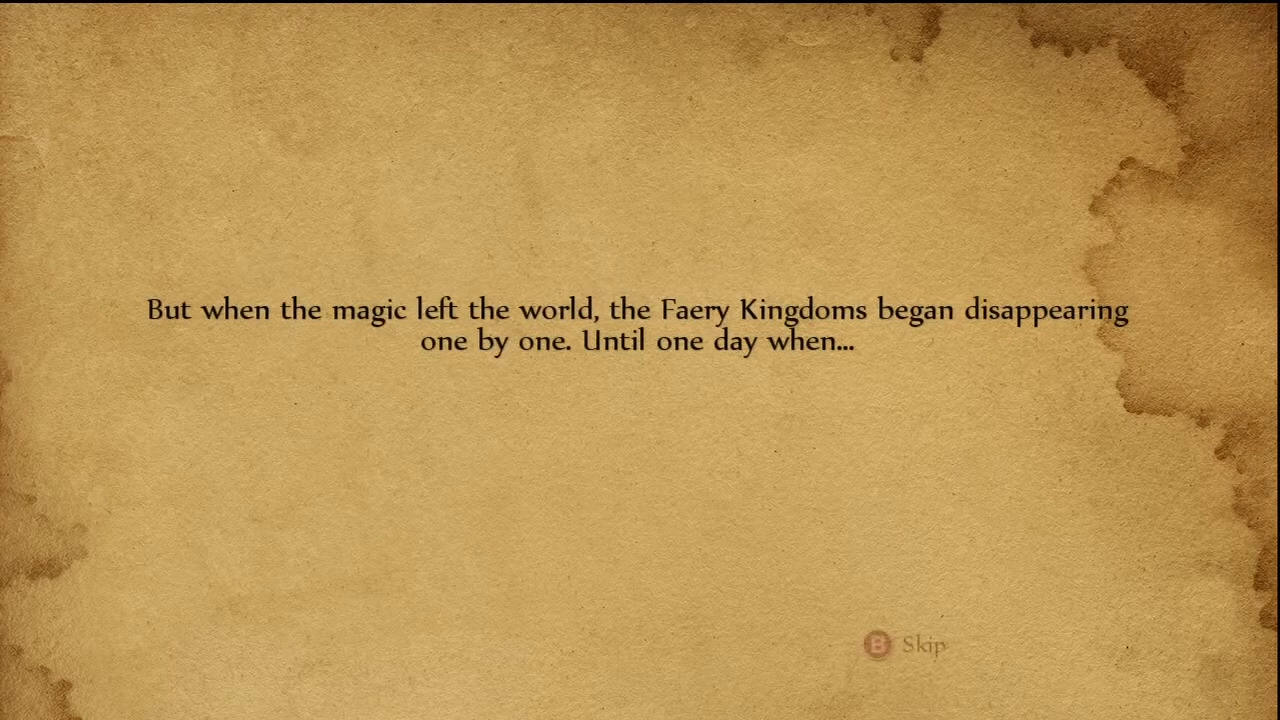 But when the magic left the world, the Faery Kingdoms began disappearing
one by one. Until one day when...
B Skip